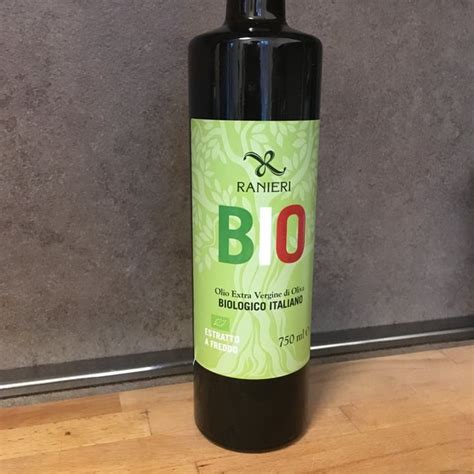 RANIERI
BIO
Olio Extra Vergine di Oliva
BIOLOGICO ITALIANO
ESTRATTO
A FREDDO
750 ml e